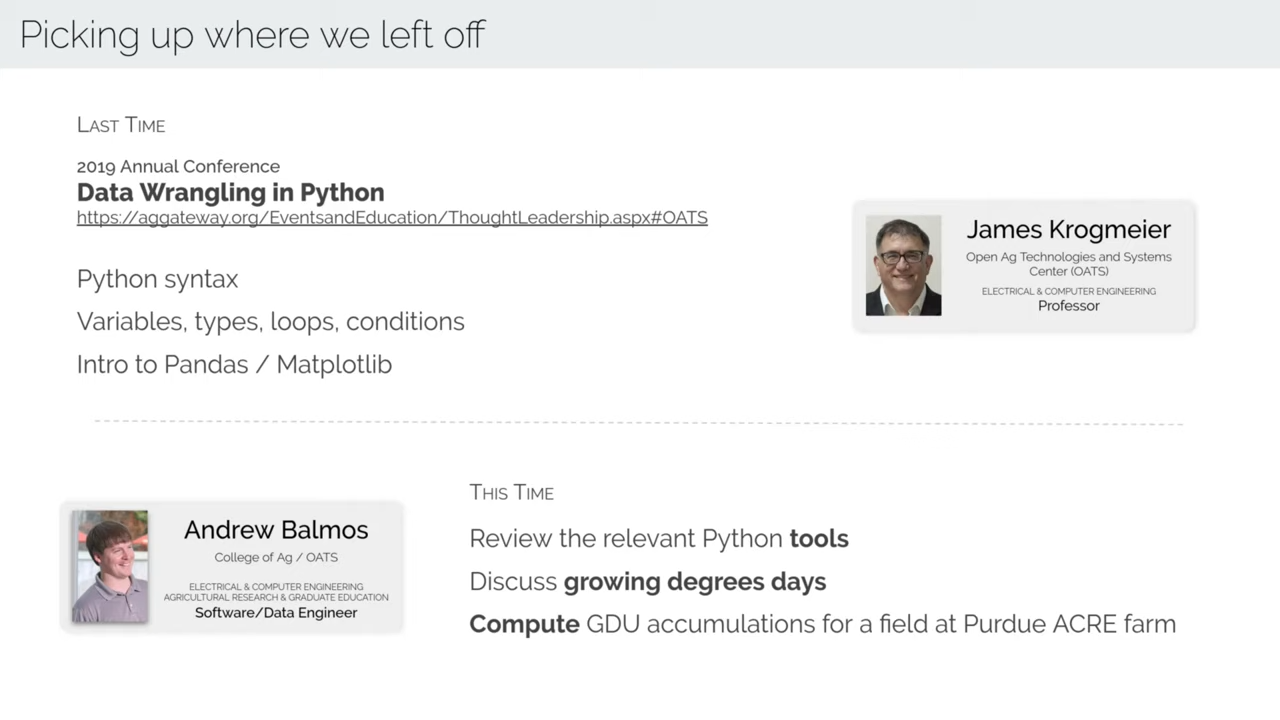 Picking up where we left off
LAST TIME
2019 Annual Conference
Data Wrangling in Python
https://aggateway.org/EventsandEducation/ThoughtLeadership.aspx#OATS
Python syntax
Variables, types, loops, conditions
Intro to Pandas / Matplotlib
James Krogmeier
Open Ag Technologies and Systems
Center (OATS)
ELECTRICAL & COMPUTER ENGINEERING
Professor
Andrew Balmos
College of Ag / OATS
ELECTRICAL & COMPUTER ENGINEERING
AGRICULTURAL RESEARCH & GRADUATE EDUCATION
Software/Data Engineer
THIS TIME
Review the relevant Python tools
Discuss growing degrees days
Compute GDU accumulations for a field at Purdue ACRE farm